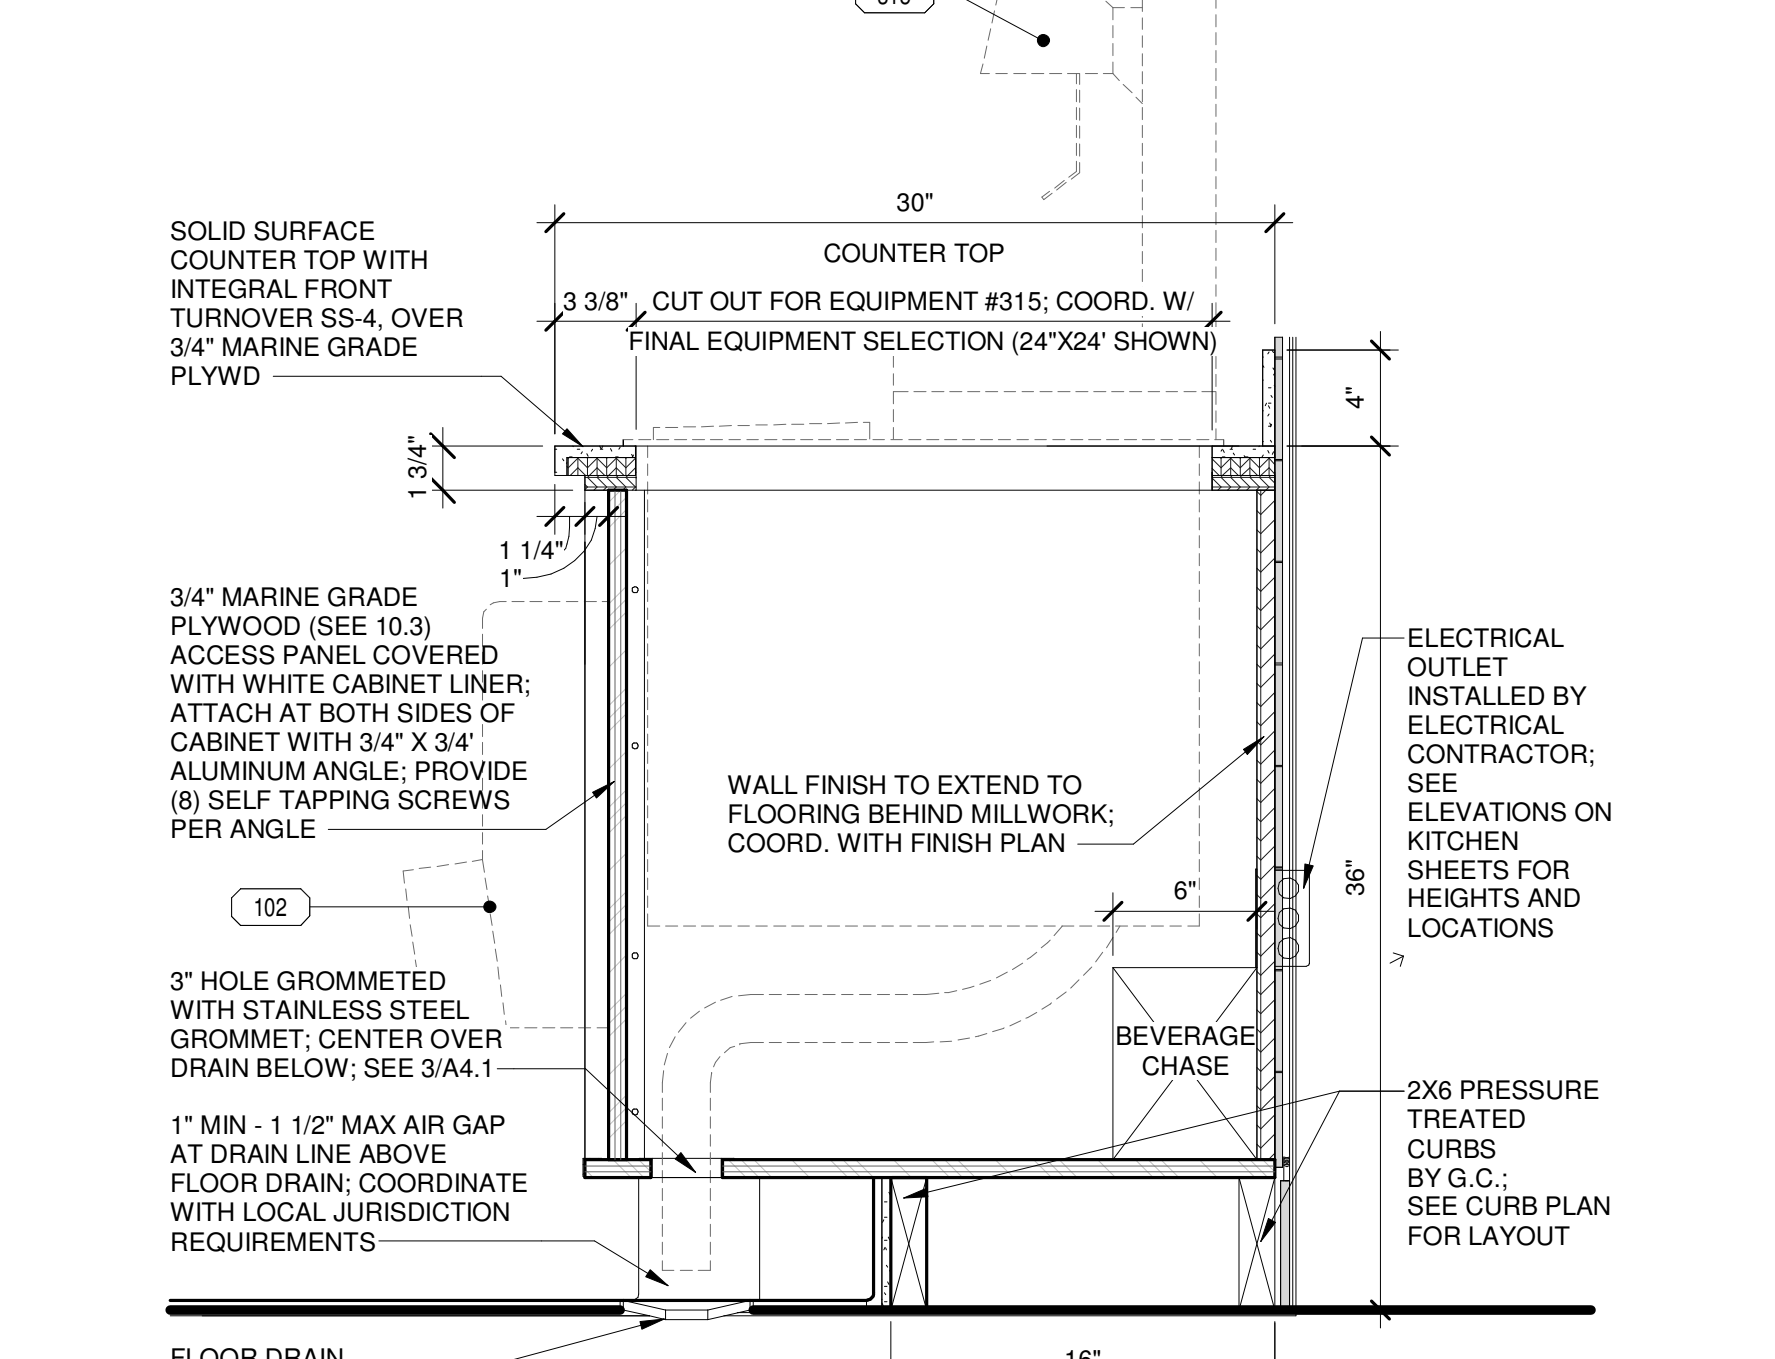 30"
COUNTER TOP
3 3/8"
CUT OUT FOR EQUIPMENT #315; COORD. W/
FINAL EQUIPMENT SELECTION (24"X24' SHOWN)
SOLID SURFACE
COUNTER TOP WITH
INTEGRAL FRONT
TURNOVER SS-4, OVER
3/4" MARINE GRADE
PLYWD
4"
1 3/4"
1 1/4"
1"
3/4" MARINE GRADE
PLYWOOD (SEE 10.3)
ACCESS PANEL COVERED
WITH WHITE CABINET LINER;
ATTACH AT BOTH SIDES OF
CABINET WITH 3/4" X 3/4'
ALUMINUM ANGLE; PROVIDE
(8) SELF TAPPING SCREWS
PER ANGLE
WALL FINISH TO EXTEND TO
FLOORING BEHIND MILLWORK;
COORD. WITH FINISH PLAN
ELECTRICAL
OUTLET
INSTALLED BY
ELECTRICAL
CONTRACTOR;
SEE
ELEVATIONS ON
KITCHEN
SHEETS FOR
HEIGHTS AND
LOCATIONS
36"
6"
102
3" HOLE GROMMETED
WITH STAINLESS STEEL
GROMMET; CENTER OVER
DRAIN BELOW; SEE 3/A4.1
BEVERAGE
CHASE
1" MIN - 1 1/2" MAX AIR GAP
AT DRAIN LINE ABOVE
FLOOR DRAIN; COORDINATE
WITH LOCAL JURISDICTION
REQUIREMENTS
2X6 PRESSURE
TREATED
CURBS
BY G.C.;
SEE CURB PLAN
FOR LAYOUT
FLOOR DRAIN
16"